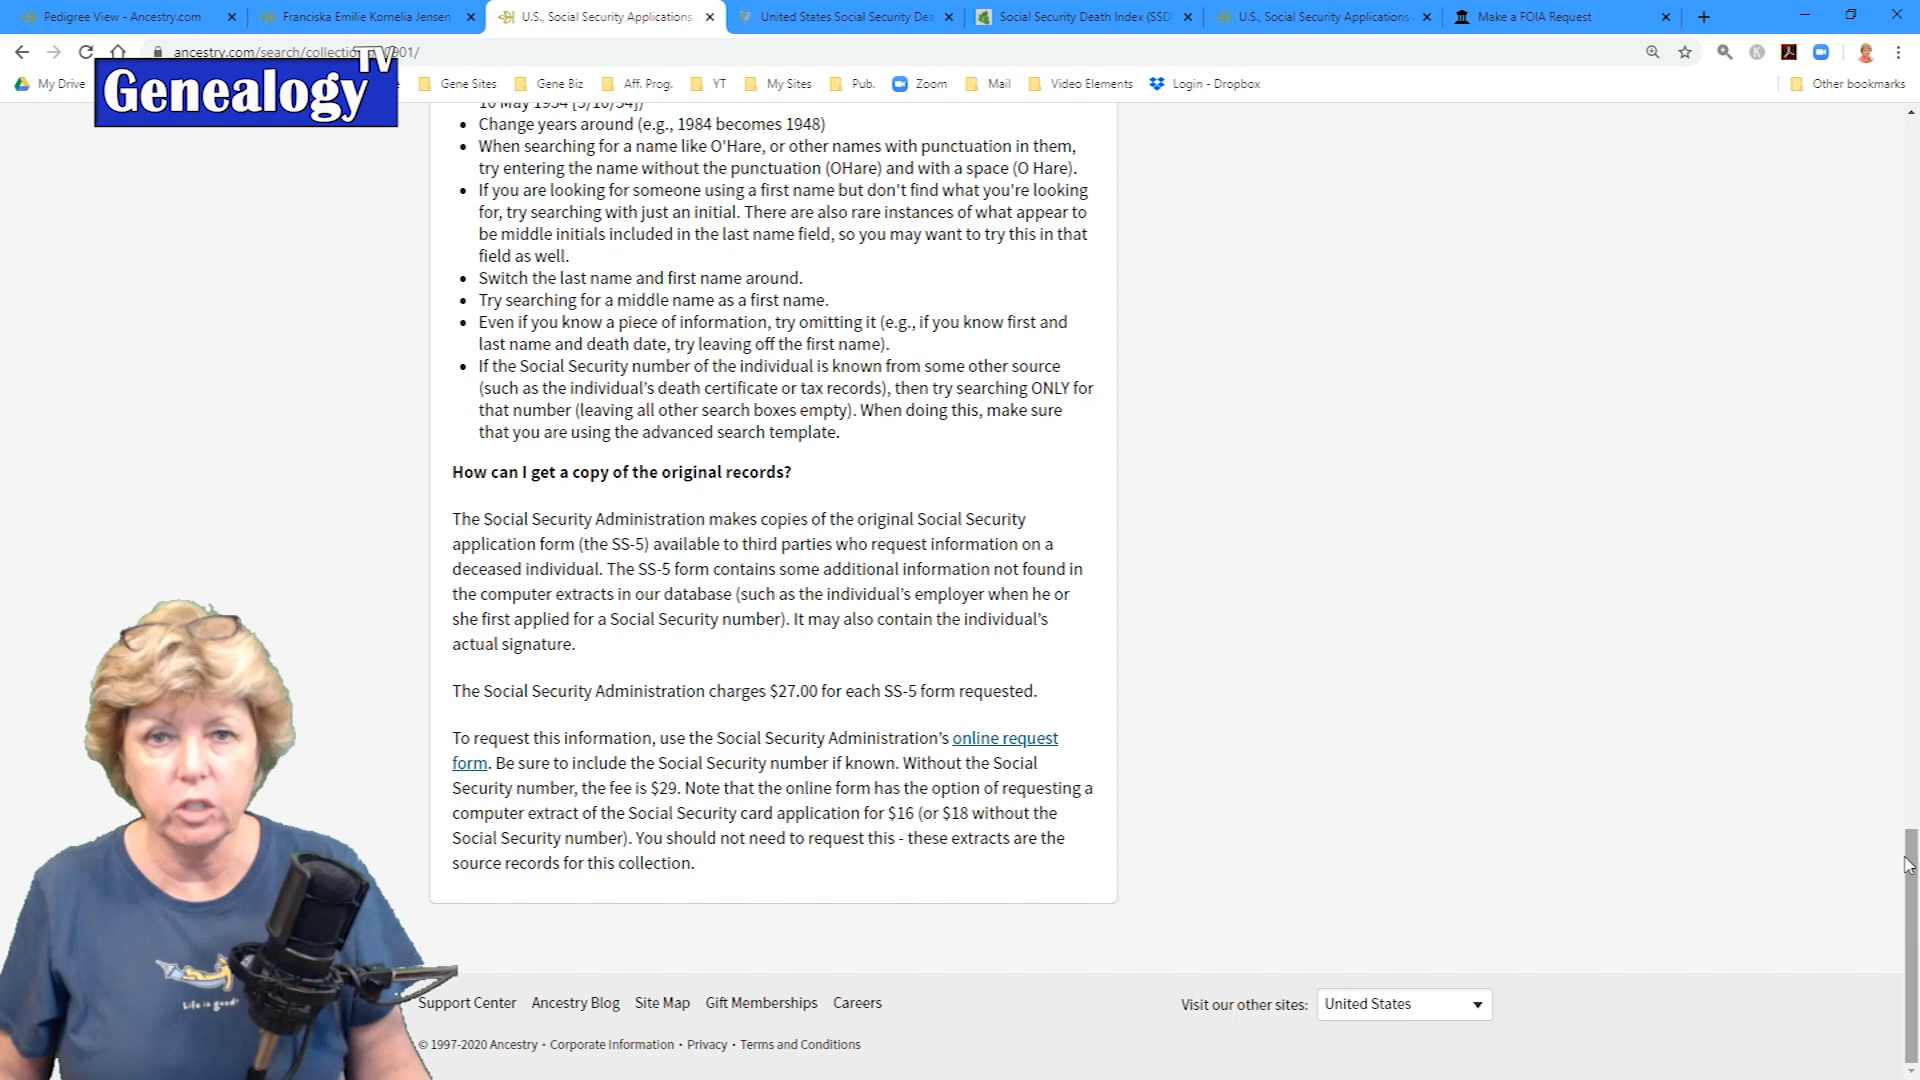 Pedigree View - Ancestry.com
Franciska Emilie Kornelia Jensen
U.S., Social Security Applications
United States Social Security Dea
Social Security Death Index (SSD
U.S., Social Security Applications
Make a FOIA Request
ancestry.com/search/collectio 901/
My Drive
Gene Sites
Gene Biz
Aff. Prog.
YT
My Sites
Pub.
Zoom
Mail
Video Elements
Login - Dropbox
Other bookmarks
Genealogy TV
10 May 1954 [5/10/54])
Change years around (e.g., 1984 becomes 1948)
When searching for a name like O'Hare, or other names with punctuation in them,
try entering the name without the punctuation (OHare) and with a space (O Hare).
If you are looking for someone using a first name but don't find what you're looking
for, try searching with just an initial. There are also rare instances of what appear to
be middle initials included in the last name field, so you may want to try this in that
field as well.
Switch the last name and first name around.
Try searching for a middle name as a first name.
Even if you know a piece of information, try omitting it (e.g., if you know first and
last name and death date, try leaving off the first name).
If the Social Security number of the individual is known from some other source
(such as the individual's death certificate or tax records), then try searching ONLY for
that number (leaving all other search boxes empty). When doing this, make sure
that you are using the advanced search template.
How can I get a copy of the original records?
The Social Security Administration makes copies of the original Social Security
application form (the SS-5) available to third parties who request information on a
deceased individual. The SS-5 form contains some additional information not found in
the computer extracts in our database (such as the individual's employer when he or
she first applied for a Social Security number). It may also contain the individual's
actual signature.
The Social Security Administration charges $27.00 for each SS-5 form requested.
To request this information, use the Social Security Administration's online request
form. Be sure to include the Social Security number if known. Without the Social
Security number, the fee is $29. Note that the online form has the option of requesting a
computer extract of the Social Security card application for $16 (or $18 without the
Social Security number). You should not need to request this - these extracts are the
source records for this collection.
Life is good
Support Center
Ancestry Blog
Site Map
Gift Memberships
Careers
Visit our other sites:
United States
© 1997-2020 Ancestry · Corporate Information · Privacy · Terms and Conditions